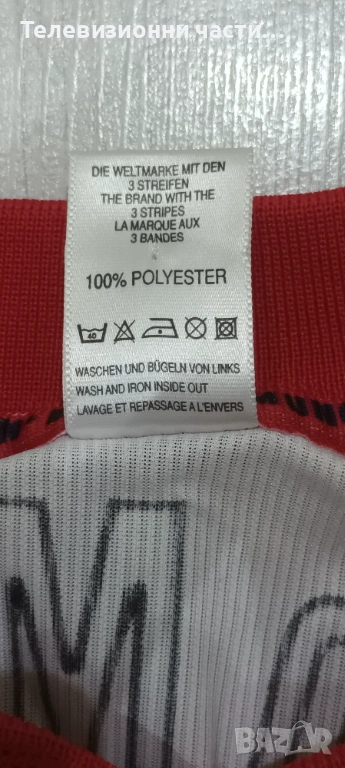 Телевизионни части...
DIE WELTMARKE MIT DEN
3 STREIFEN
THE BRAND WITH THE
3 STRIPES
LA MARQUE AUX
3 BANDES
100% POLYESTER
40
WASCHEN UND BÜGELN VON LINKS
WASH AND IRON INSIDE OUT
LAVAGE ET REPASSAGE A L'ENVERS
M
BAZAR